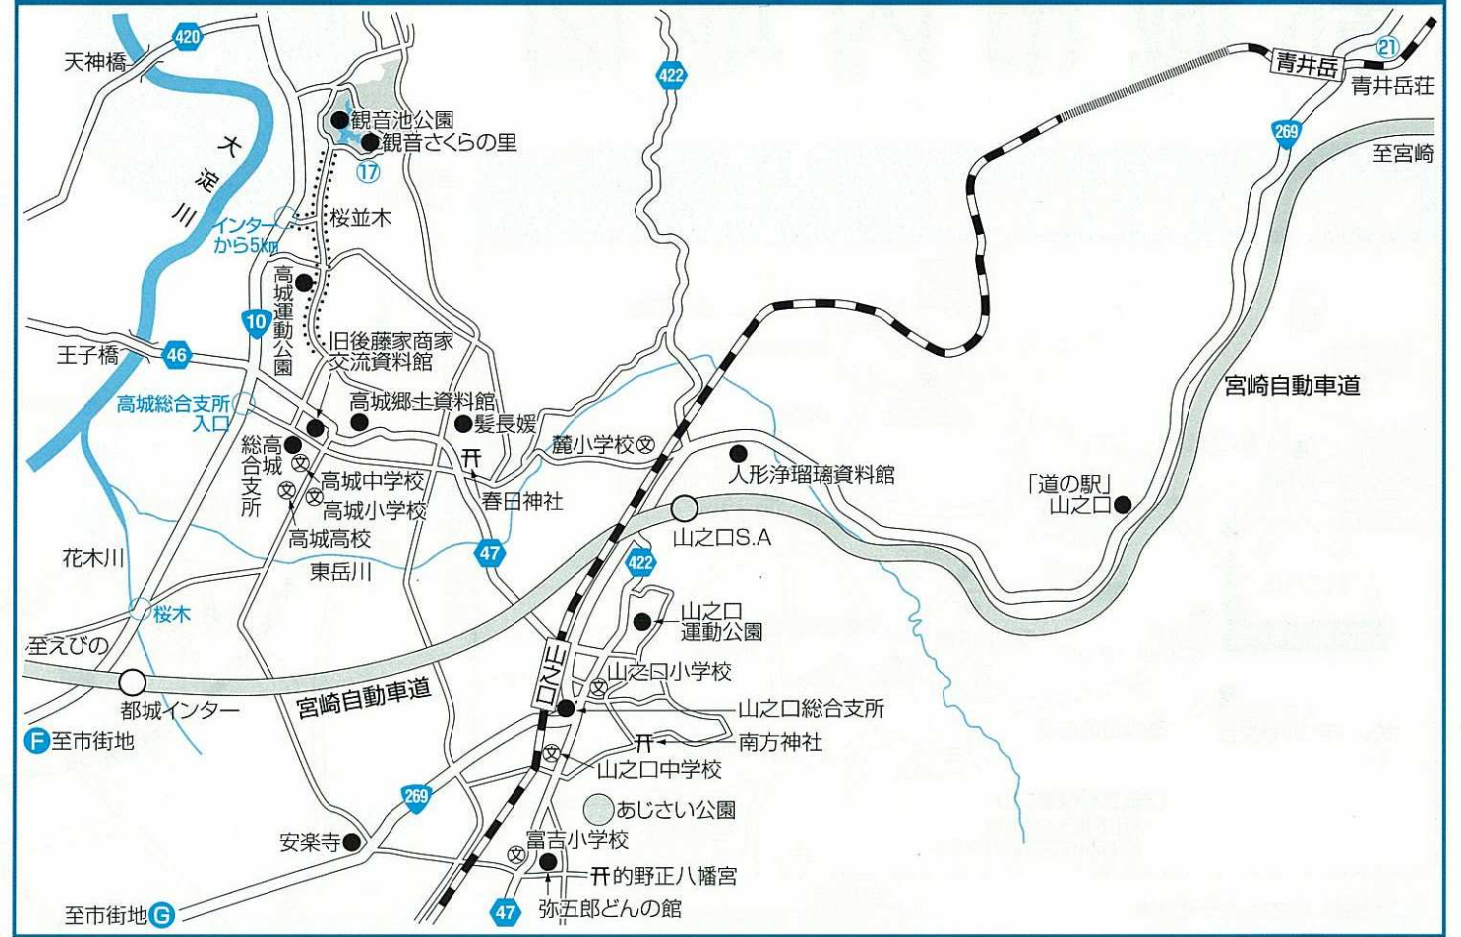 420
天神橋
422
青井岳
21
青井岳荘
観音池公園
観音さくらの里
17
269
至宮崎
大淀川
インター
から5㎞
桜並木
高城運動公園
10
王子橋
46
旧後藤家商家
交流資料館
宮崎自動車道
高城総合支所
入口
高城郷土資料館
髪長媛
麓小学校
文
高城
総合支所
文
高城中学校
文
文
高城小学校
春日神社
人形浄瑠璃資料館
「道の駅」
山之口
高城高校
山之口S.A
花木川
東岳川
47
422
桜木
山之口
運動公園
至えびの
山之口
山之口小学校
文
都城インター
宮崎自動車道
山之口総合支所
F至市街地
南方神社
文
山之口中学校
269
あじさい公園
安楽寺
富吉小学校
文
的野正八幡宮
至市街地G
47
弥五郎どんの館